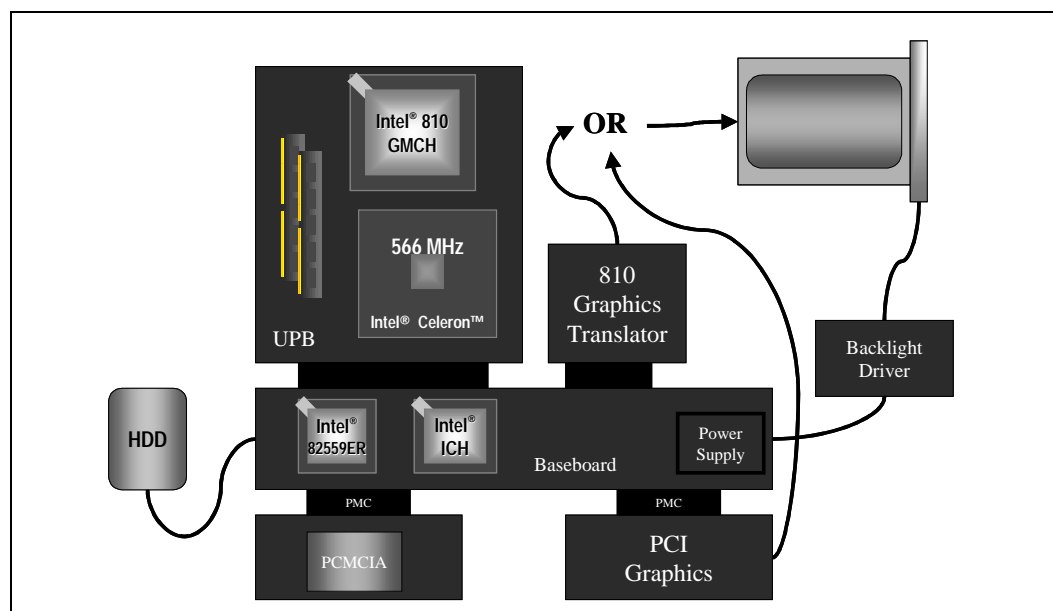 Intel® 810
GMCH
OR
566 MHz
Intel® Celeron™
UPB
810
Graphics
Translator
Backlight
Driver
HDD
Intel®
82559ER
Intel®
ICH
Baseboard
Power
Supply
PMC
PMC
PCMCIA
PCI
Graphics